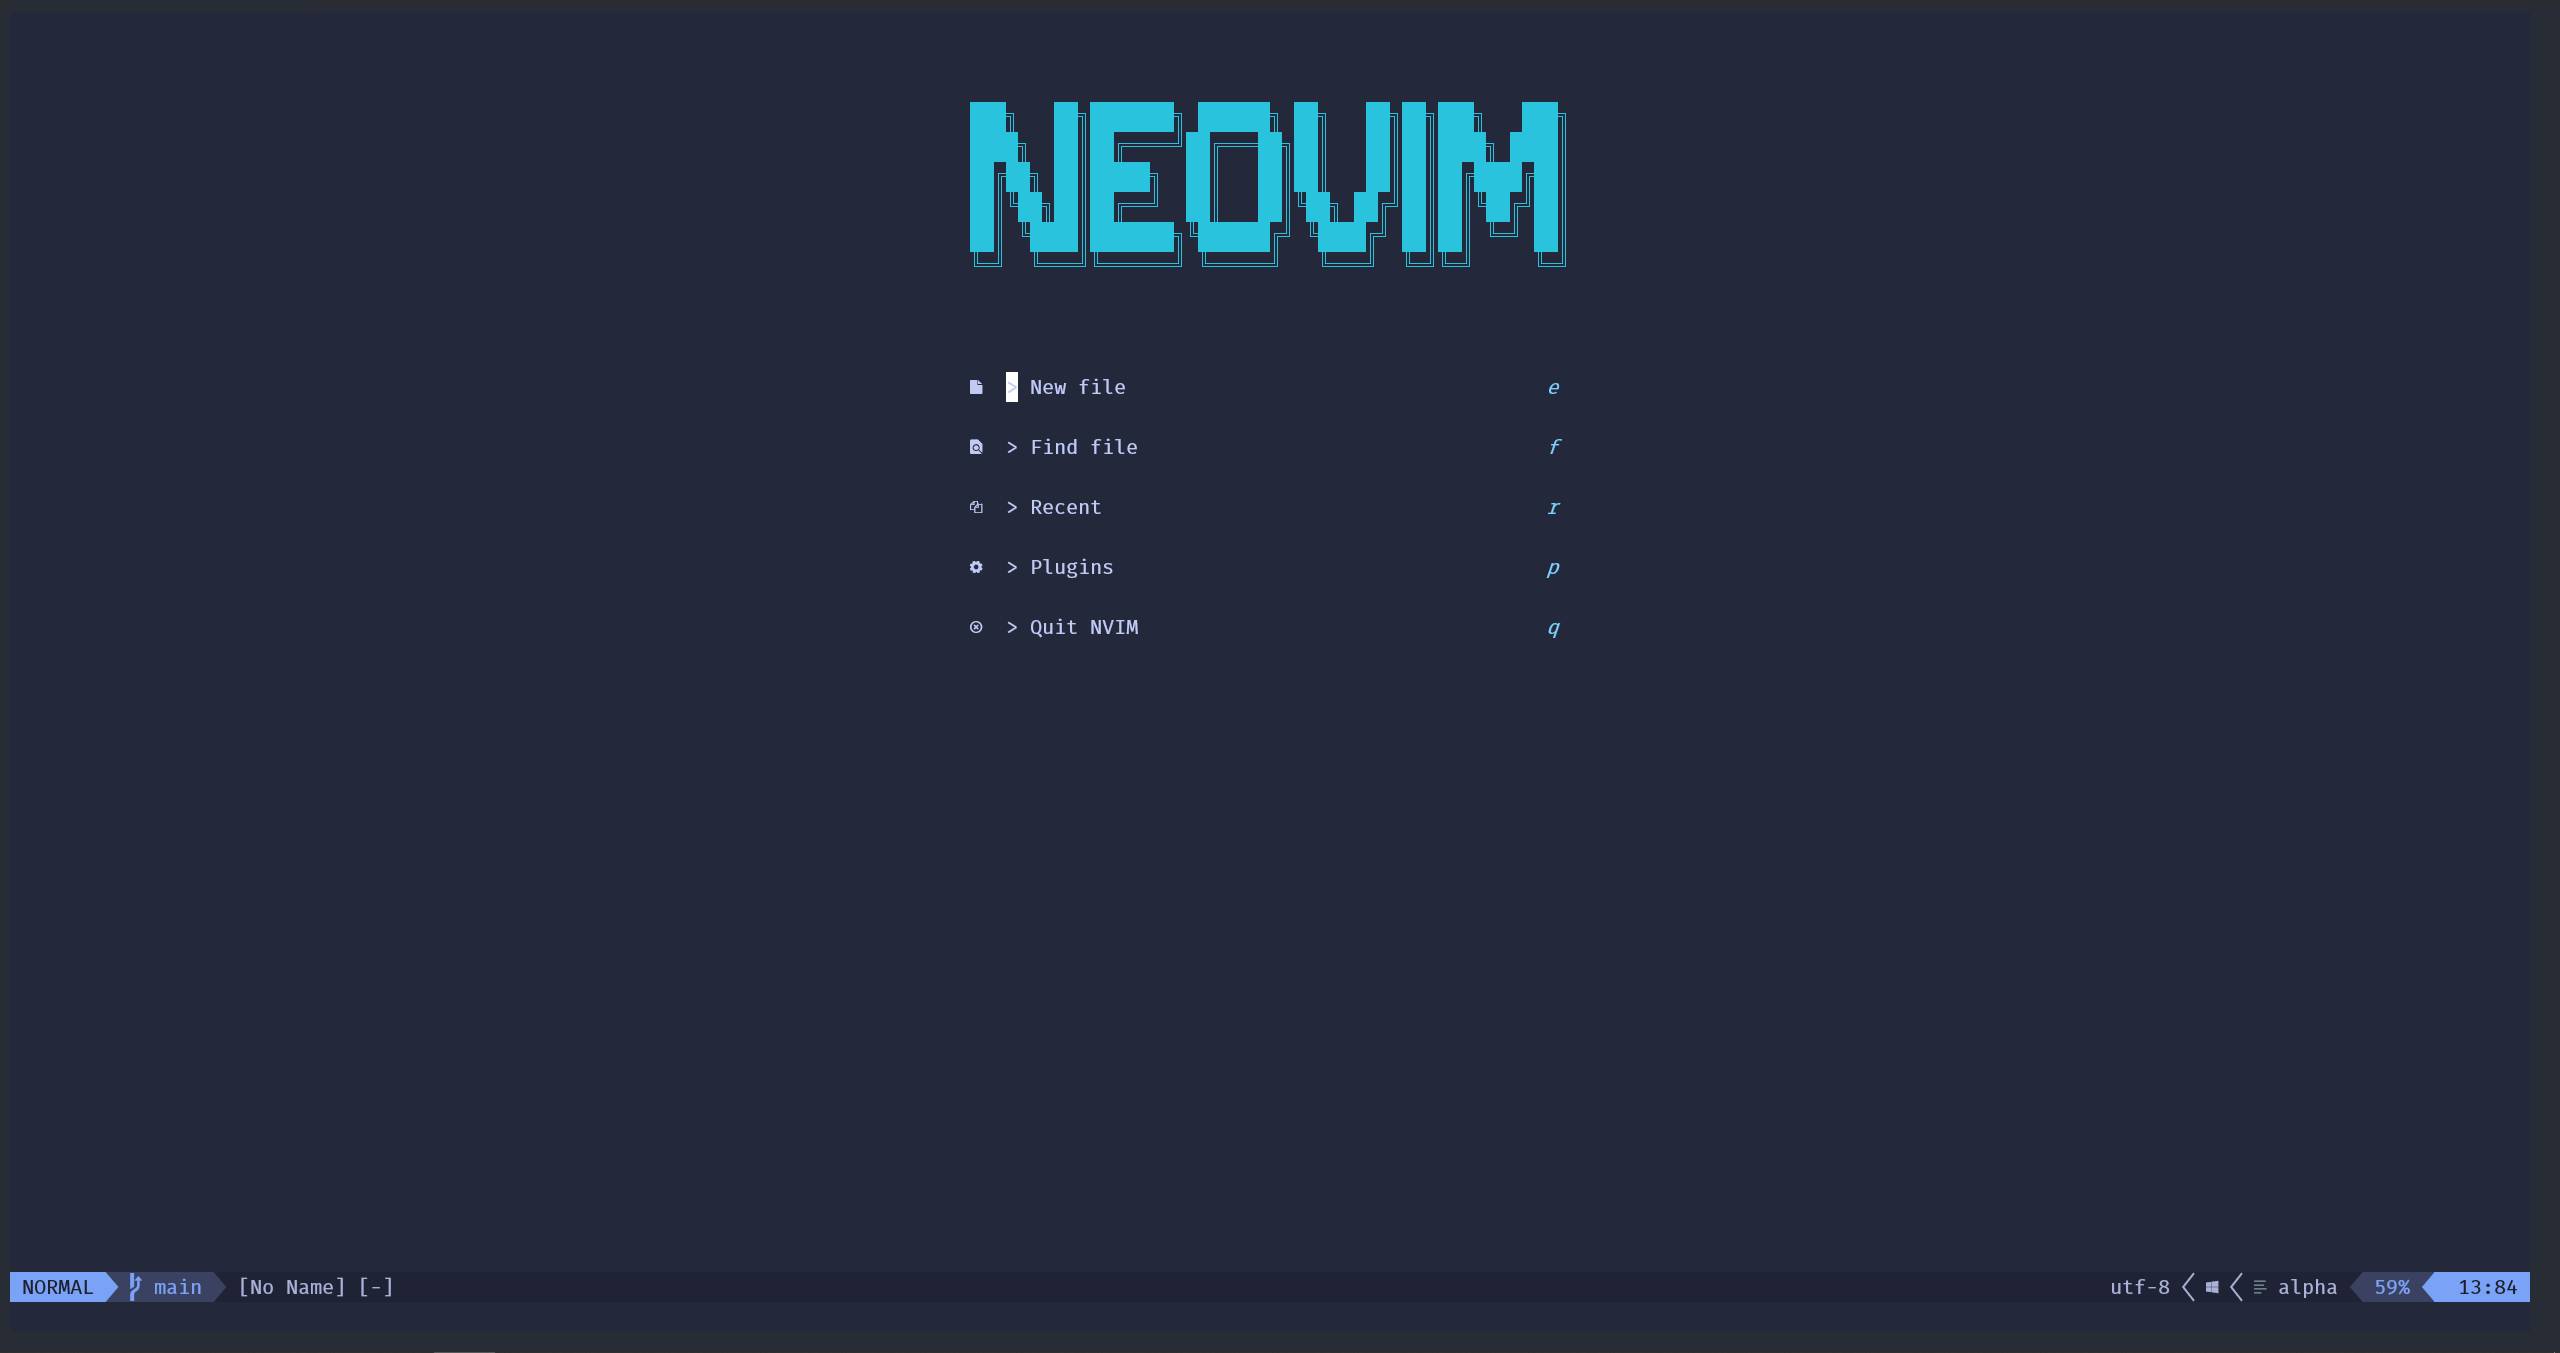 NEOVIM
> New file e
> Find file f
> Recent r
> Plugins p
> Quit NVIM q
NORMAL main [No Name] [-] utf-8 alpha 59% 13:84